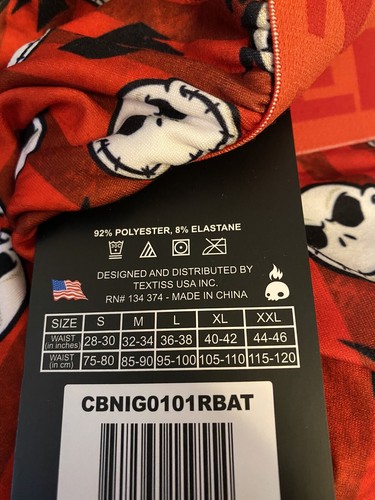 92% POLYESTER, 8% ELASTANE
DESIGNED AND DISTRIBUTED BY
TEXTISS USA INC.
RN# 134 374 - MADE IN CHINA
SIZE S M L XL XXL
WAIST (in inches) 28-30 32-34 36-38 40-42 44-46
WAIST (in cm) 75-80 85-90 95-100 105-110 115-120
CBNIG0101RBAT